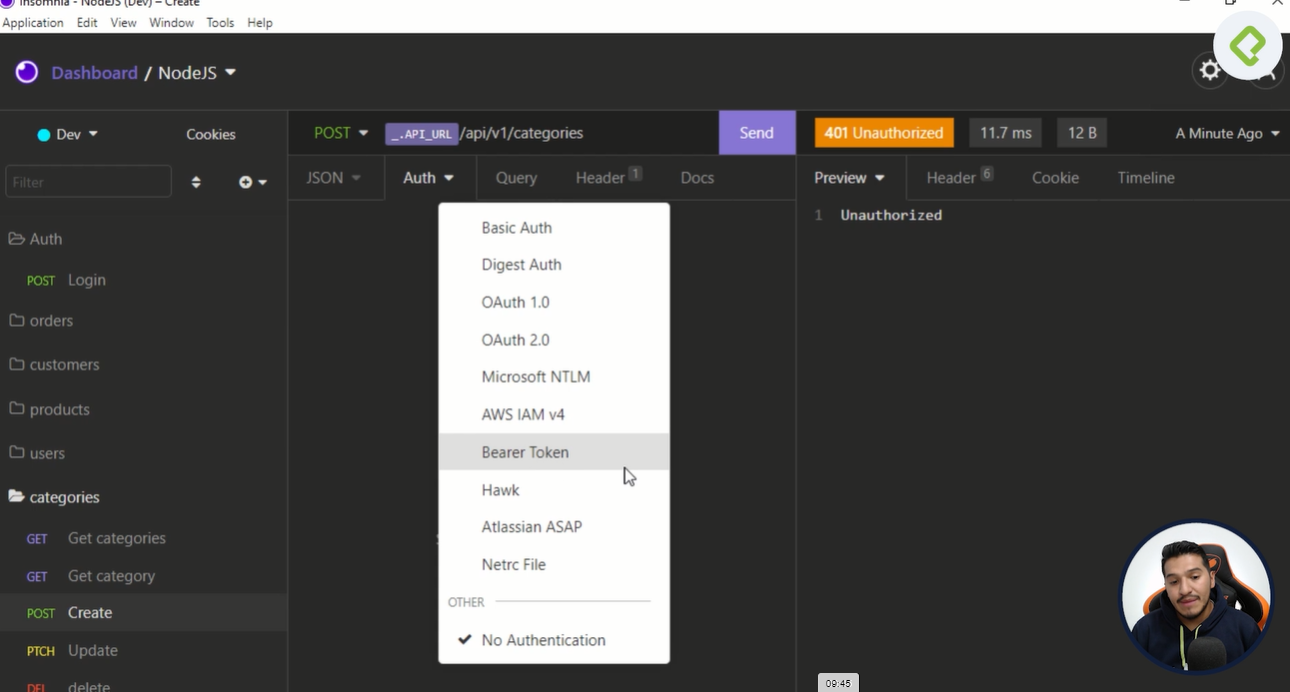 Insomnia - NodeJS (Dev) – Create
Application Edit View Window Tools Help
Dashboard / NodeJS
Dev Cookies
POST _.API_URL /api/v1/categories Send
401 Unauthorized 11.7 ms 12 B A Minute Ago
Filter
JSON Auth Query Header 1 Docs
Preview Header 6 Cookie Timeline
1 Unauthorized
Auth
POST Login
orders
customers
products
users
categories
GET Get categories
GET Get category
POST Create
PTCH Update
DEL delete
Basic Auth
Digest Auth
OAuth 1.0
OAuth 2.0
Microsoft NTLM
AWS IAM v4
Bearer Token
Hawk
Atlassian ASAP
Netrc File
OTHER
No Authentication
09:45